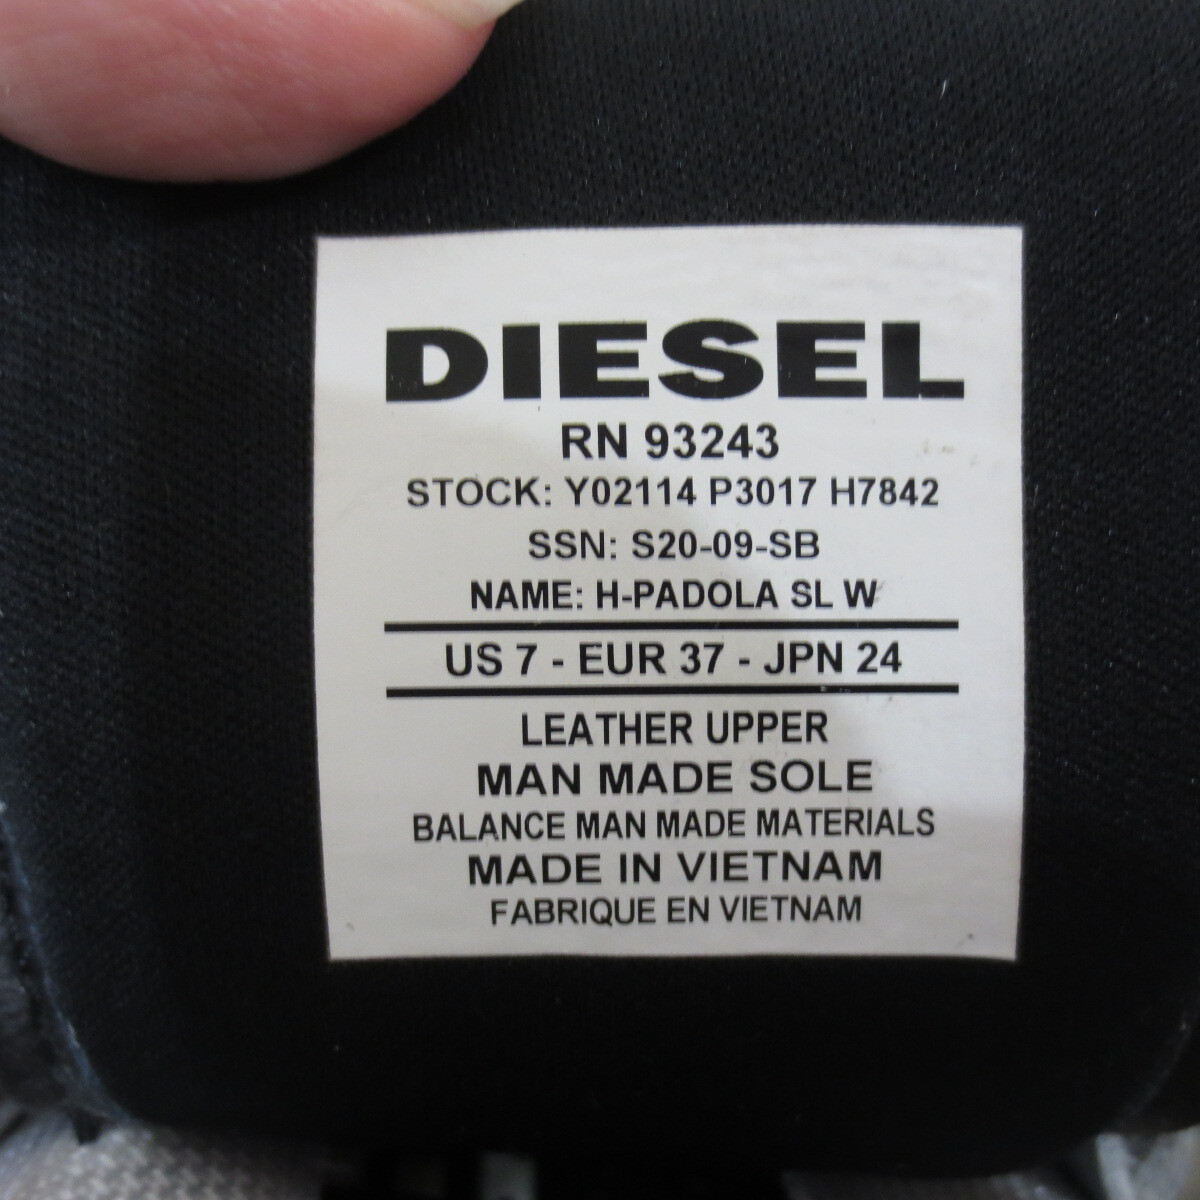 DIESEL
RN 93243
STOCK: Y02114 P3017 H7842
SSN: S20-09-SB
NAME: H-PADOLA SL W
US 7 - EUR 37 - JPN 24
LEATHER UPPER
MAN MADE SOLE
BALANCE MAN MADE MATERIALS
MADE IN VIETNAM
FABRIQUE EN VIETNAM